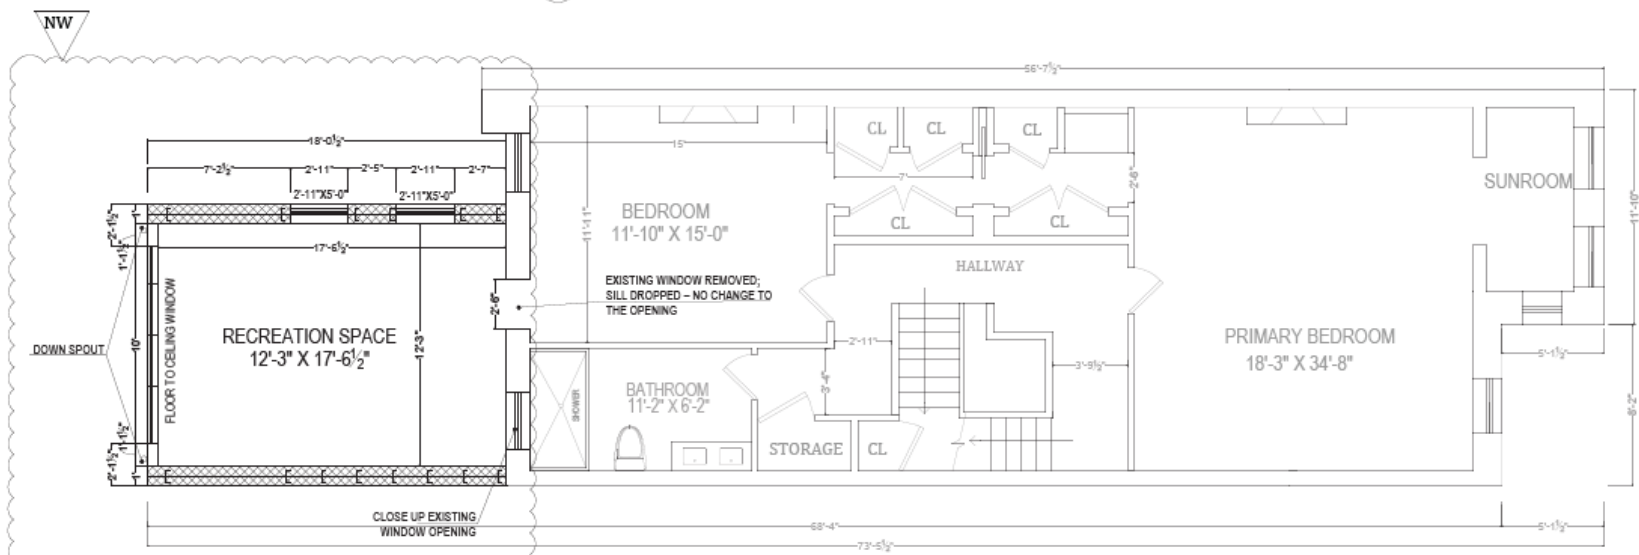 NW
56'-7½"
18'-0½"
7'-2½"
2'-11"
2'-5"
2'-11"
2'-7"
2'-11"X5'-0"
2'-11"X5'-0"
1'
2'-1½"
1'-1½"
17'-6½"
FLOOR TO CEILING WINDOW
RECREATION SPACE
12'-3" X 17'-6½"
12'-3"
10'
DOWN SPOUT
1'-1½"
2'-1½"
1'
2'-6"
EXISTING WINDOW REMOVED;
SILL DROPPED – NO CHANGE TO
THE OPENING
CLOSE UP EXISTING
WINDOW OPENING
15'
11'-11"
BEDROOM
11'-10" X 15'-0"
CL
CL
CL
7'
2'-6"
CL
CL
HALLWAY
2'-11"
3'-9½"
3'-4"
SHOWER
BATHROOM
11'-2" X 6'-2"
STORAGE
CL
PRIMARY BEDROOM
18'-3" X 34'-8"
SUNROOM
11'-10"
5'-1½"
8'-2"
68'-4"
5'-1½"
73'-5½"